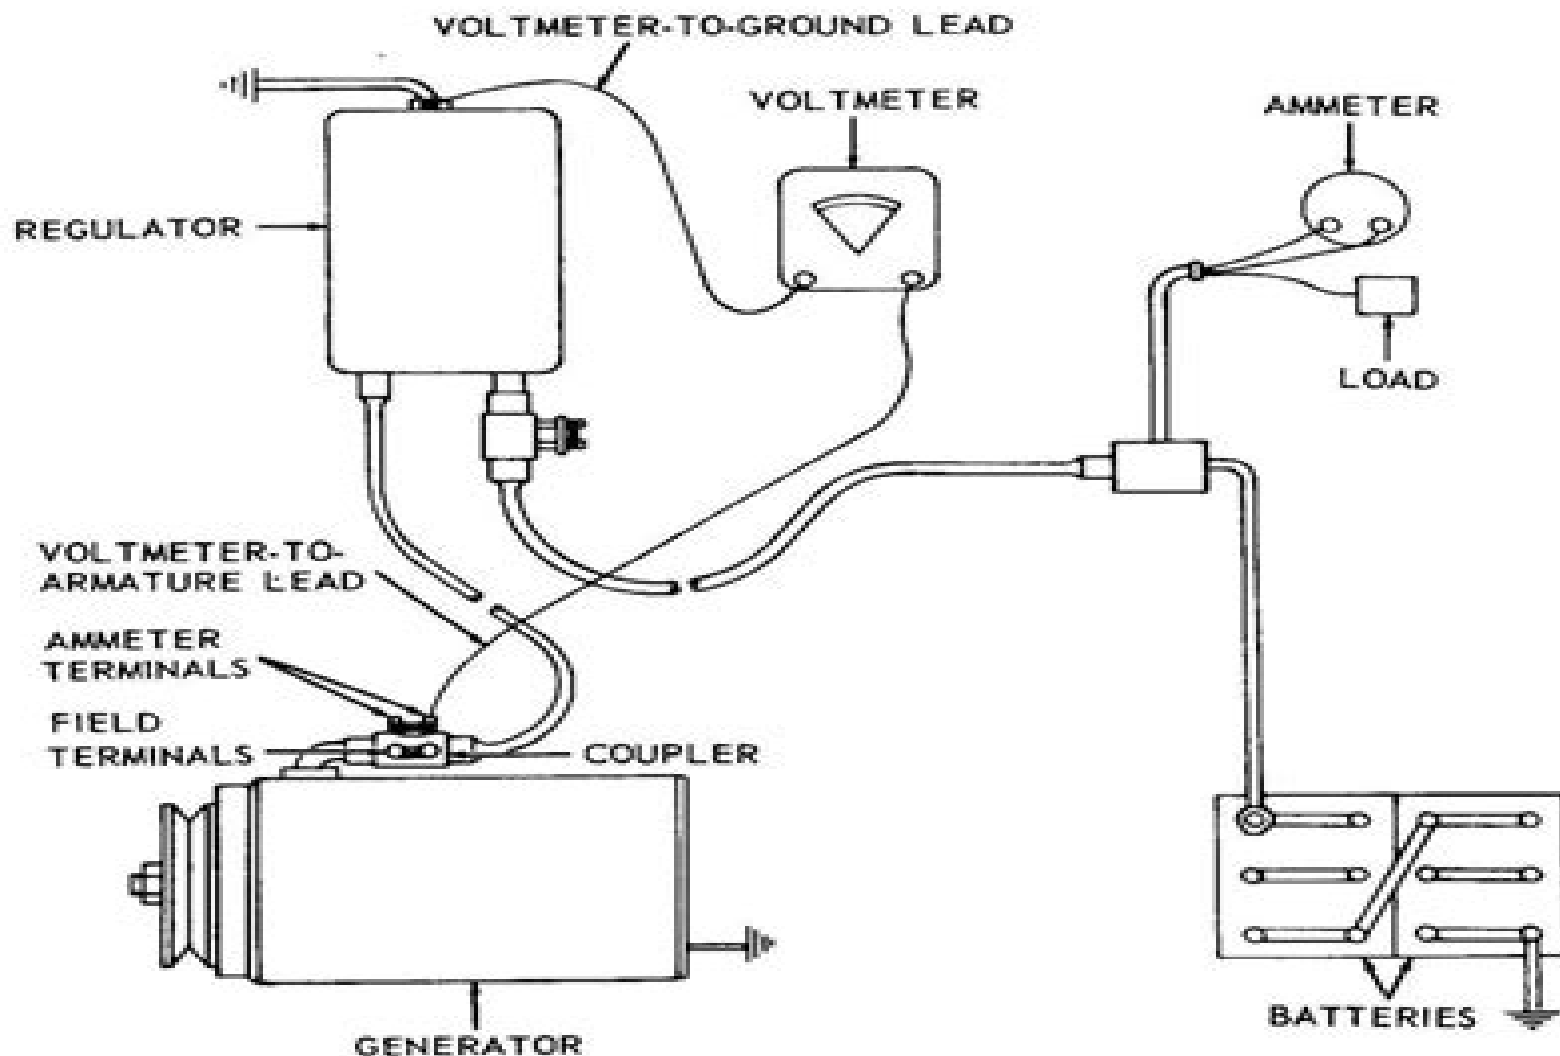 VOLTMETER-TO-GROUND LEAD
VOLTMETER
AMMETER
REGULATOR
LOAD
VOLTMETER-TO-
ARMATURE LEAD
AMMETER
TERMINALS
FIELD
TERMINALS
COUPLER
BATTERIES
GENERATOR